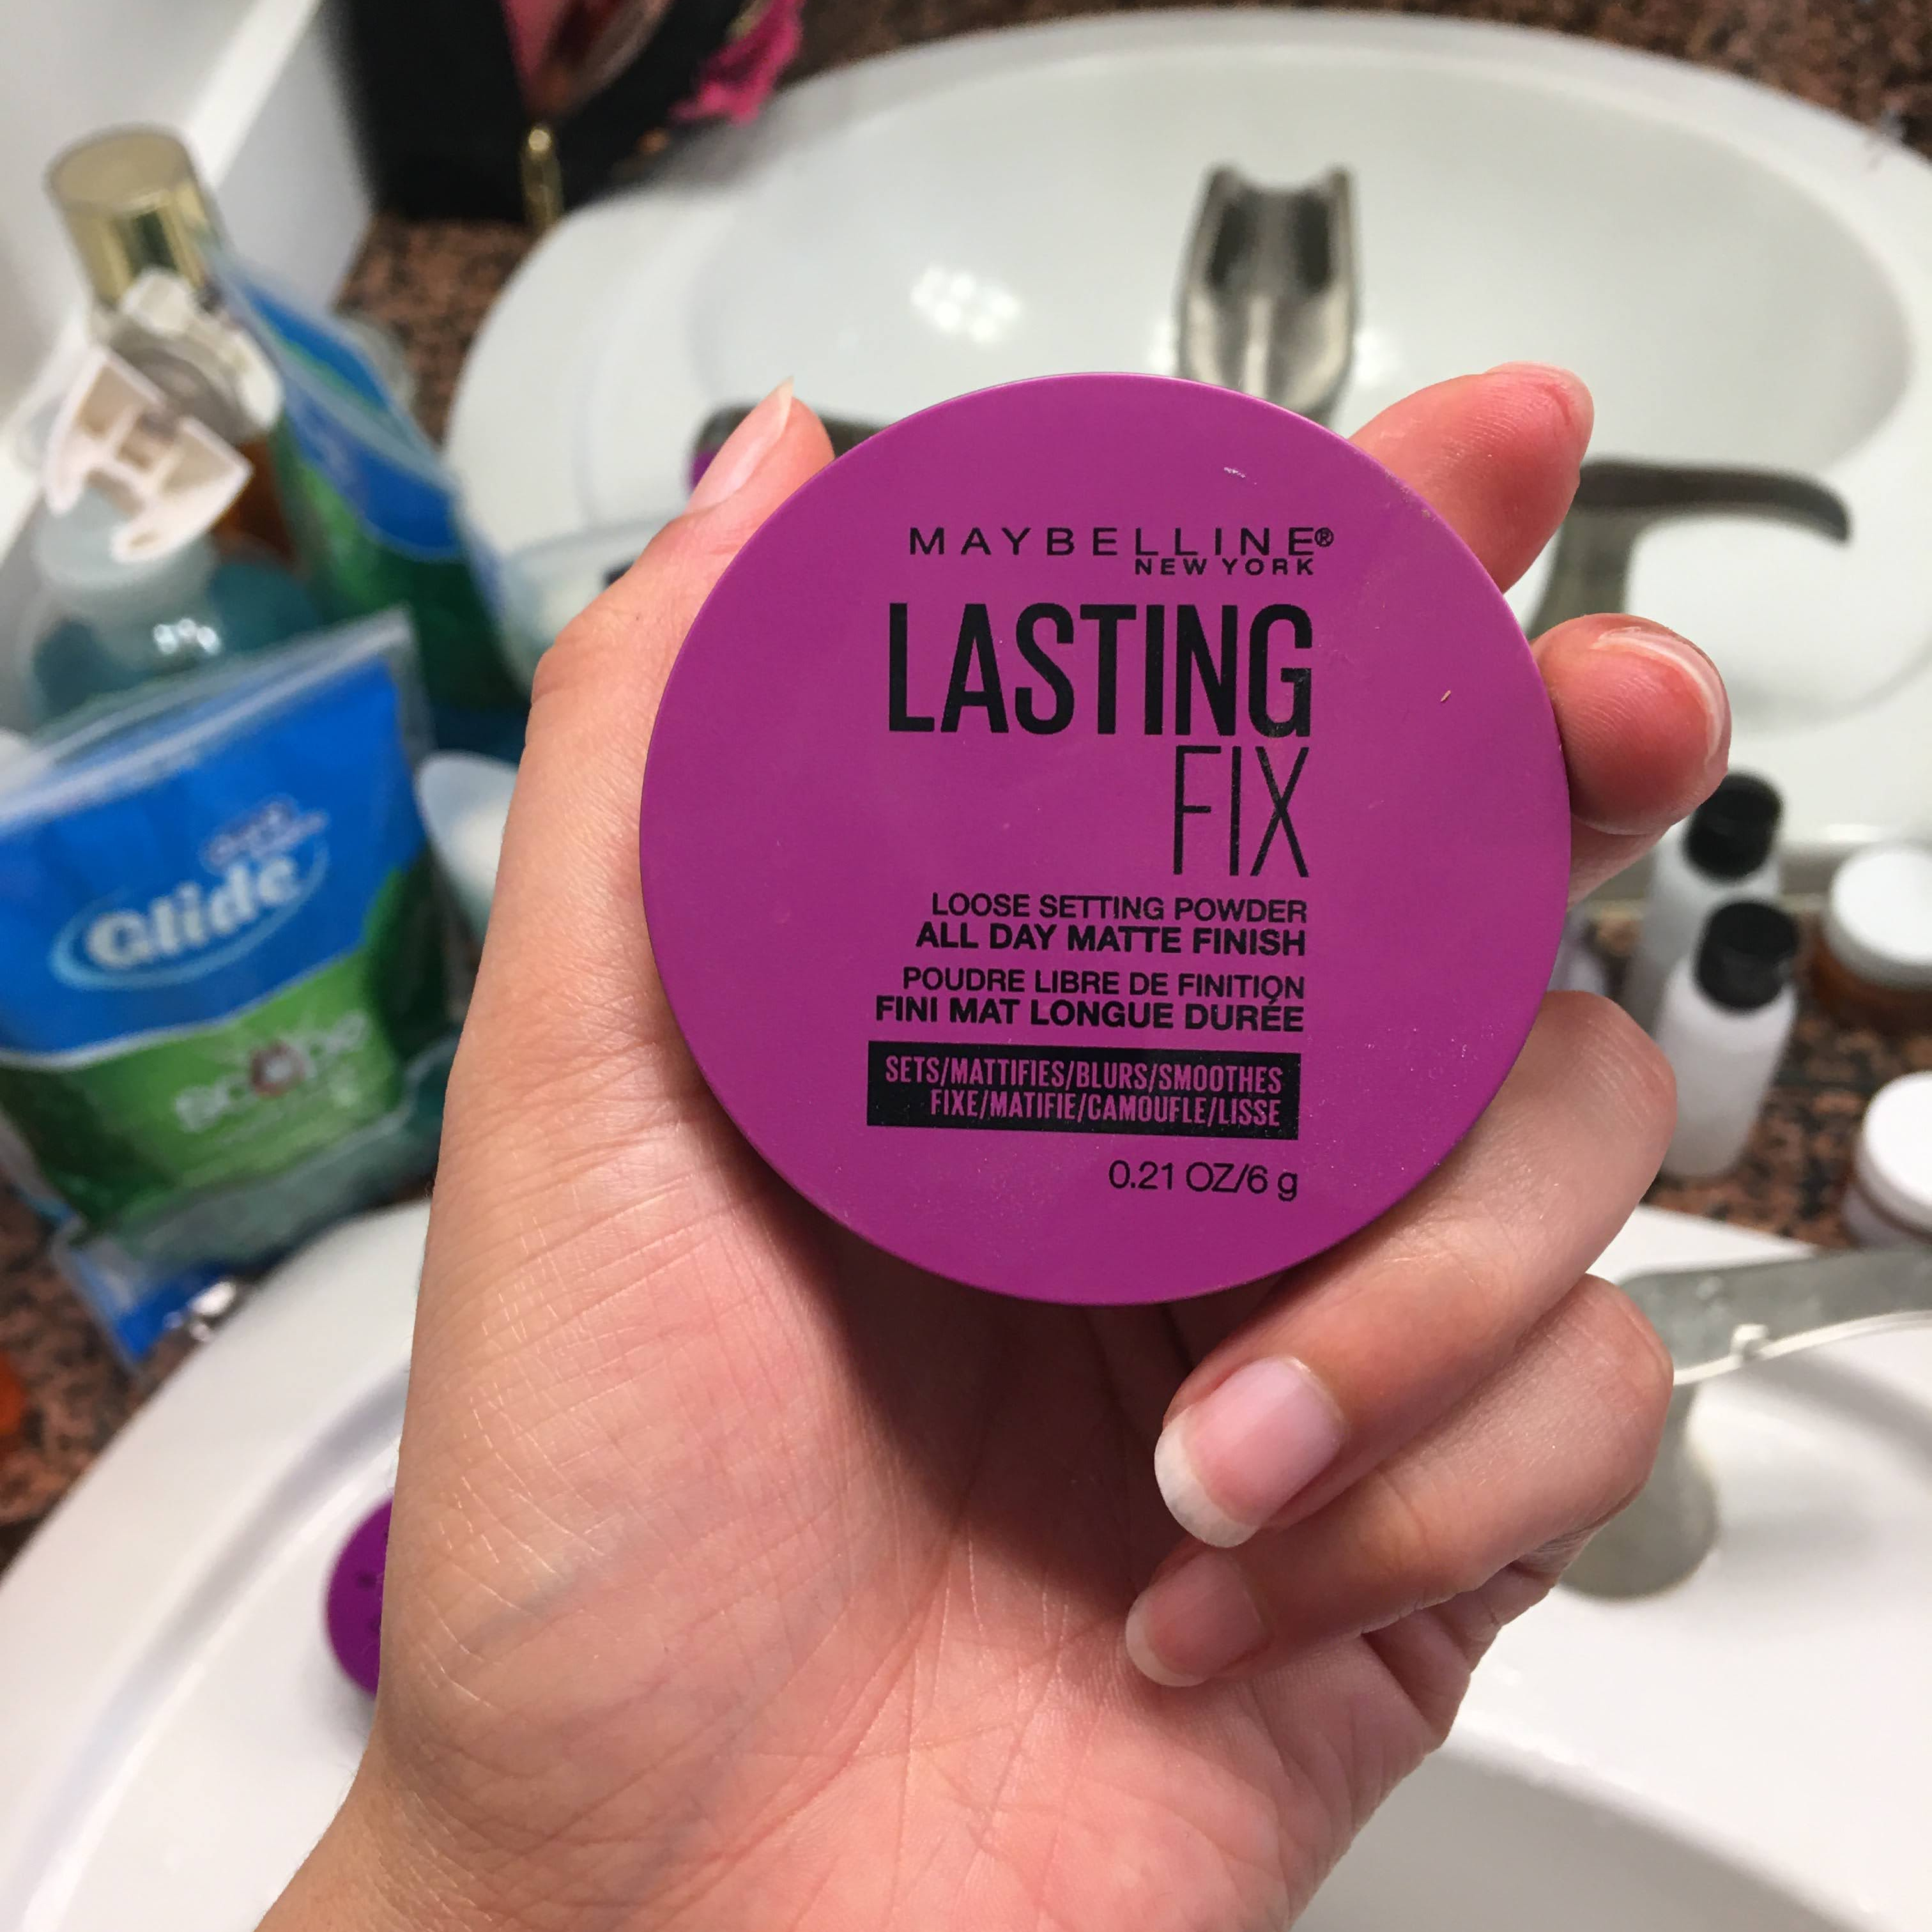 MAYBELLINE®
NEW YORK
LASTING
FIX
LOOSE SETTING POWDER
ALL DAY MATTE FINISH
POUDRE LIBRE DE FINITION
FINI MAT LONGUE DURÉE
SETS/MATTIFIES/BLURS/SMOOTHES
FIXE/MATIFIE/CAMOUFLE/LISSE
0.21 OZ/6 g
Glide
scope